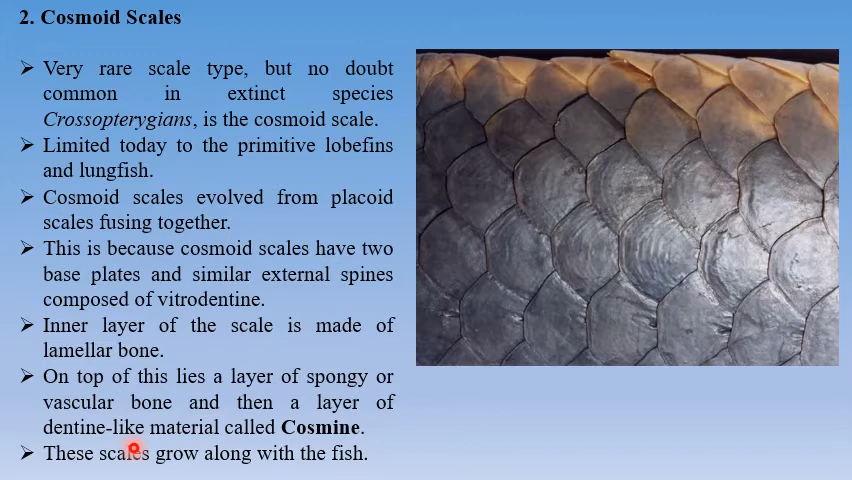 2. Cosmoid Scales
➢ Very rare scale type, but no doubt
common in extinct species
Crossopterygians, is the cosmoid scale.
➢ Limited today to the primitive lobefins
and lungfish.
➢ Cosmoid scales evolved from placoid
scales fusing together.
➢ This is because cosmoid scales have two
base plates and similar external spines
composed of vitrodentine.
➢ Inner layer of the scale is made of
lamellar bone.
➢ On top of this lies a layer of spongy or
vascular bone and then a layer of
dentine-like material called Cosmine.
➢ These scales grow along with the fish.